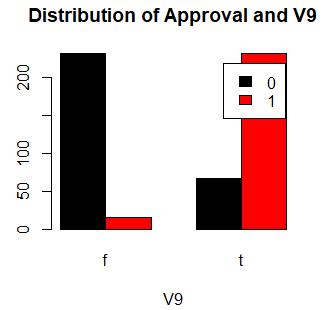 Distribution of Approval and V9
200
100
50
0
0
1
f
t
V9